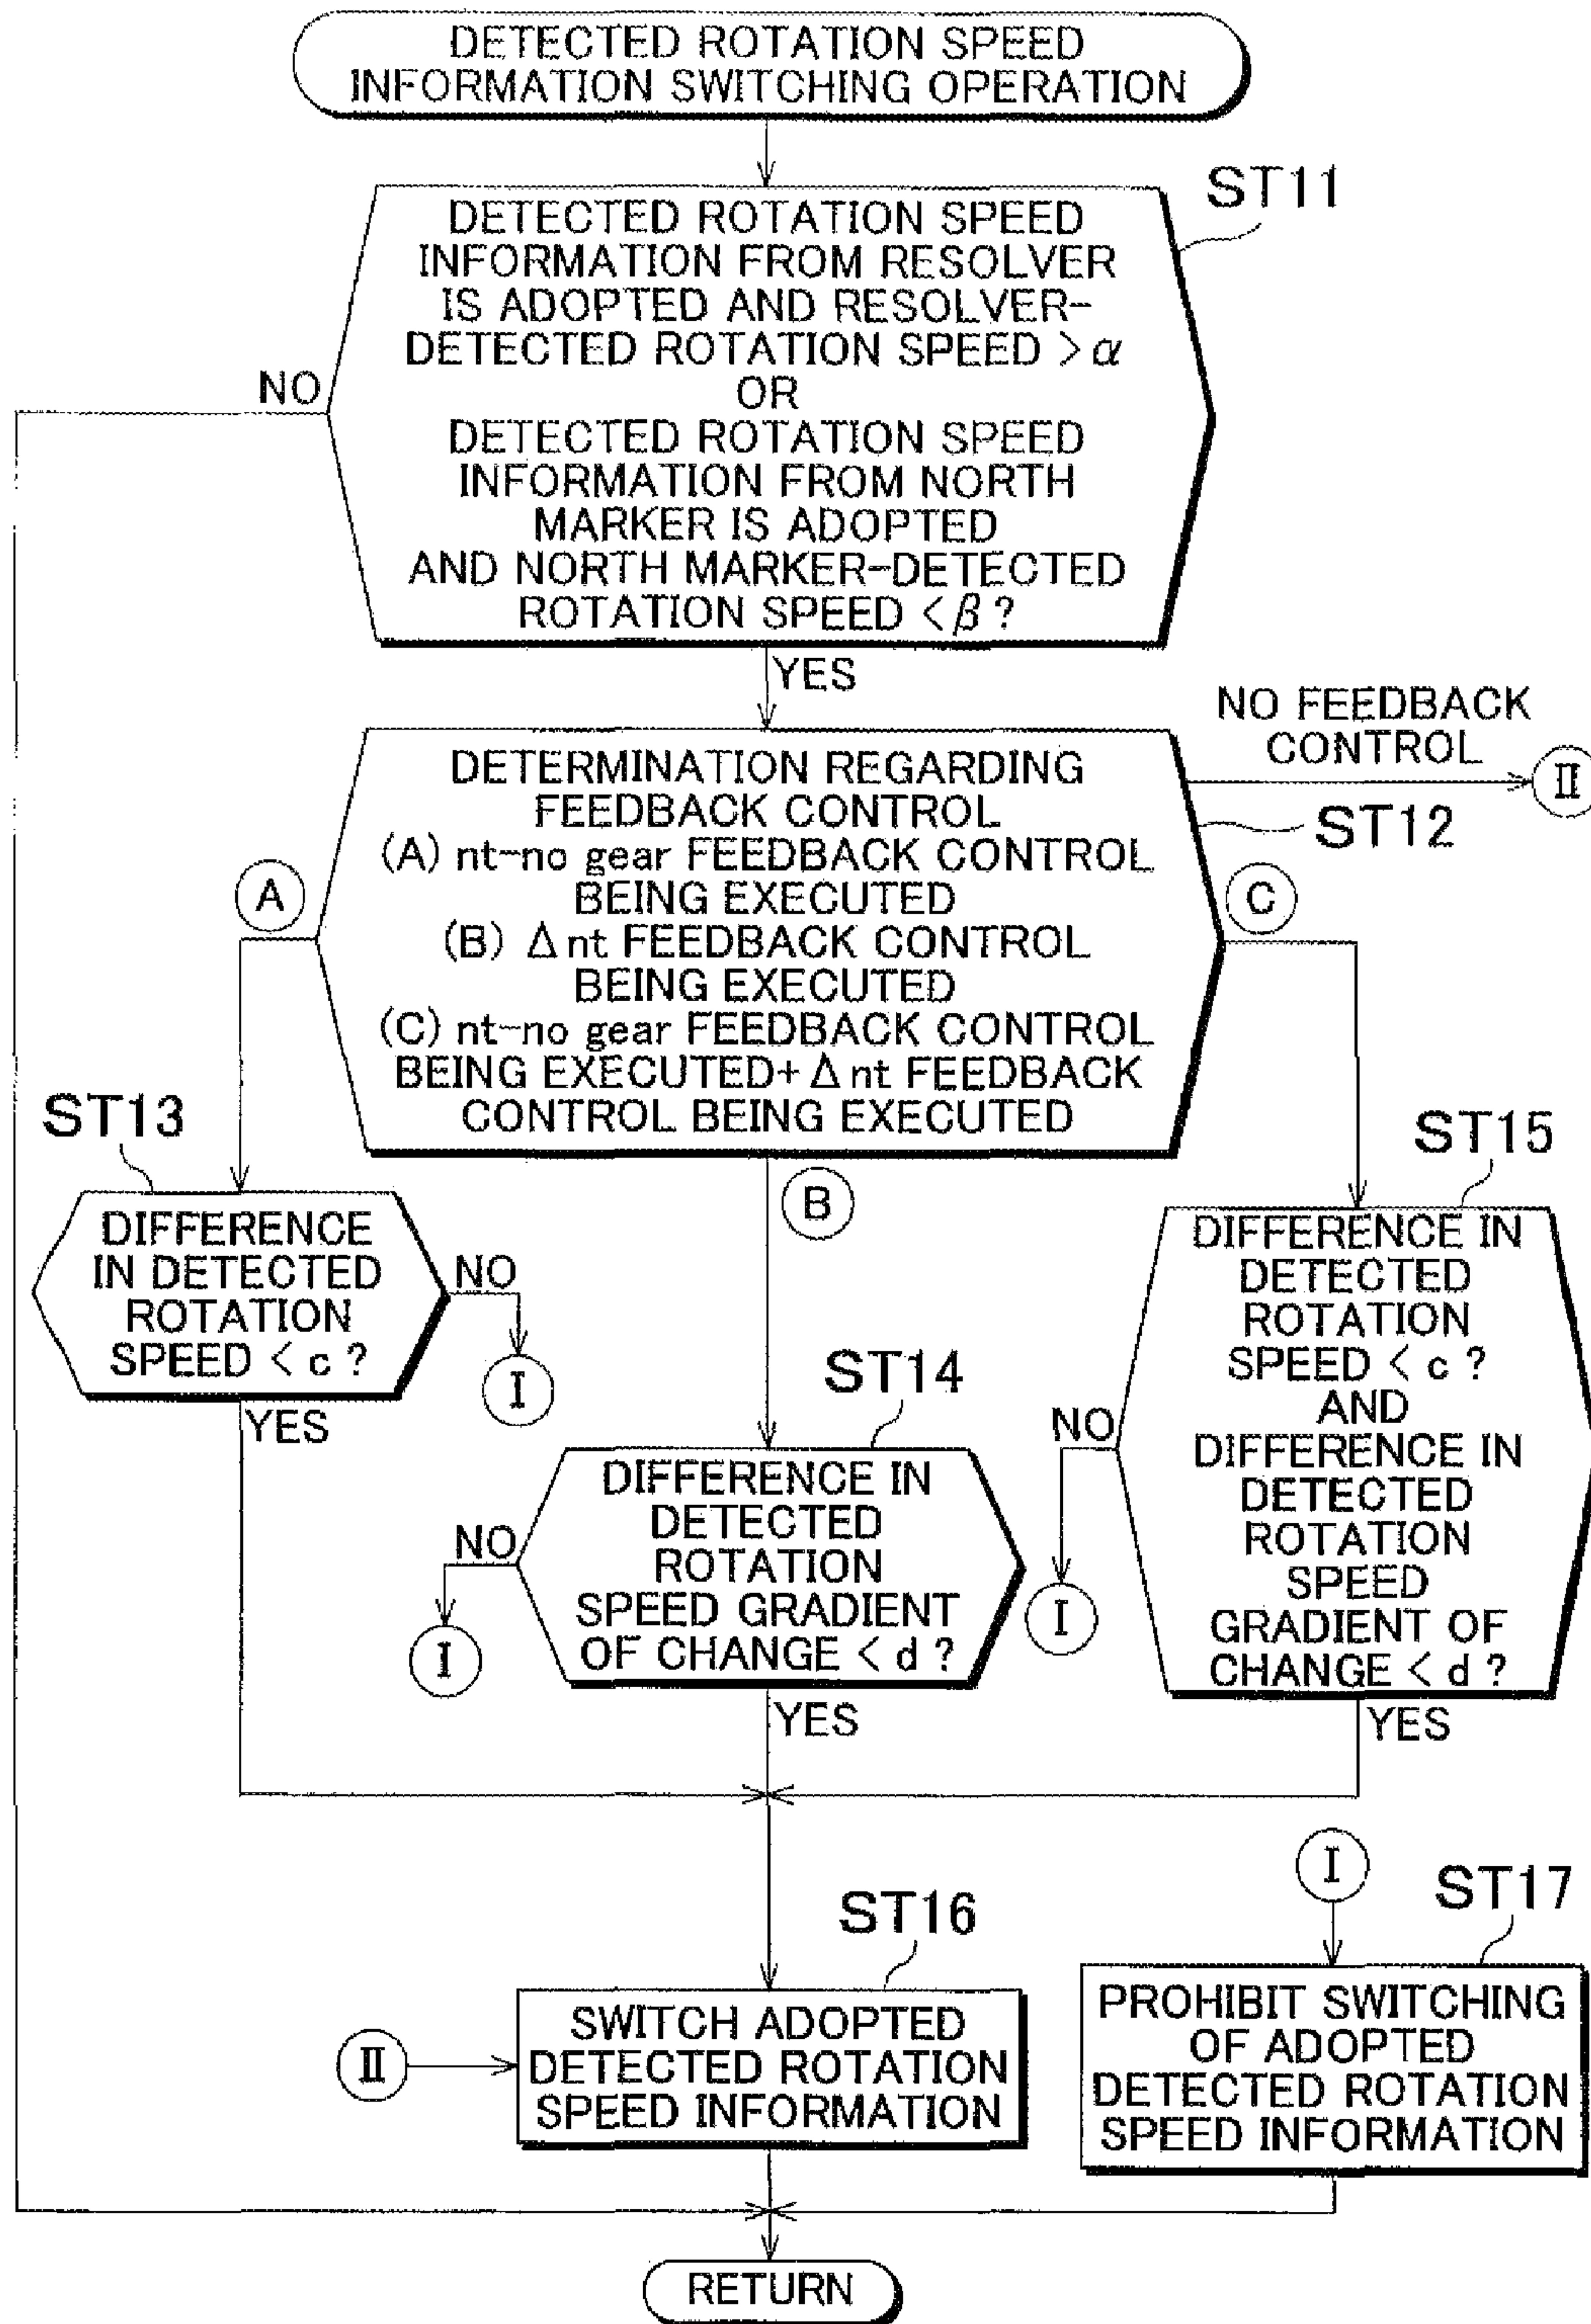 DETECTED ROTATION SPEED
INFORMATION SWITCHING OPERATION
ST11
DETECTED ROTATION SPEED
INFORMATION FROM RESOLVER
IS ADOPTED AND RESOLVER-
DETECTED ROTATION SPEED > α
OR
DETECTED ROTATION SPEED
INFORMATION FROM NORTH
MARKER IS ADOPTED
AND NORTH MARKER-DETECTED
ROTATION SPEED < β ?
NO
YES
NO FEEDBACK
CONTROL
II
ST12
DETERMINATION REGARDING
FEEDBACK CONTROL
(A) nt-no gear FEEDBACK CONTROL
BEING EXECUTED
(B) Δnt FEEDBACK CONTROL
BEING EXECUTED
(C) nt-no gear FEEDBACK CONTROL
BEING EXECUTED+Δnt FEEDBACK
CONTROL BEING EXECUTED
A
C
B
ST13
DIFFERENCE
IN DETECTED
ROTATION
SPEED < c ?
NO
I
YES
ST14
DIFFERENCE IN
DETECTED
ROTATION
SPEED GRADIENT
OF CHANGE < d ?
NO
I
YES
ST15
DIFFERENCE IN
DETECTED
ROTATION
SPEED < c ?
AND
DIFFERENCE IN
DETECTED
ROTATION
SPEED
GRADIENT OF
CHANGE < d ?
NO
I
YES
ST16
II
SWITCH ADOPTED
DETECTED ROTATION
SPEED INFORMATION
I
ST17
PROHIBIT SWITCHING
OF ADOPTED
DETECTED ROTATION
SPEED INFORMATION
RETURN